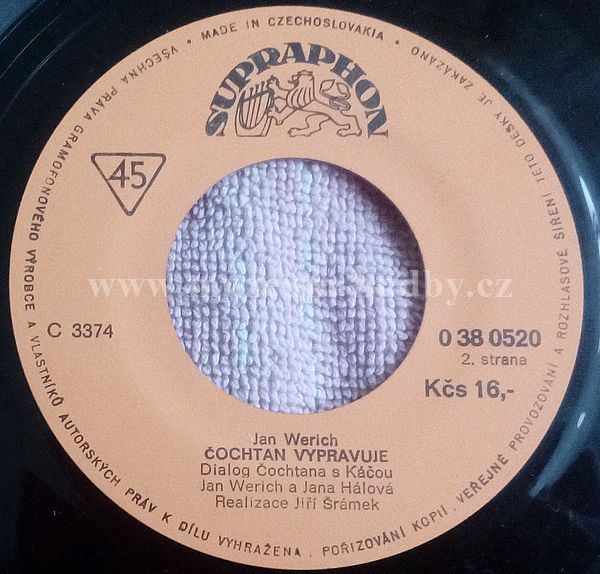 MADE IN CZECHOSLOVAKIA • VŠECHNA PRÁVA GRAMOFONOVÉHO VÝROBCE A VLASTNÍKŮ AUTORSKÝCH PRÁV K DÍLU VYHRAŽENA . POŘIZOVÁNÍ KOPIÍ , VEŘEJNÉ PROVOZOVÁNÍ A ROZHLASOVÉ ŠÍŘENÍ TÉTO DESKY JE ZAKÁZÁNO
SUPRAPHON
45
C 3374
0 38 0520
2. strana
Kčs 16,-
Jan Werich
ČOCHTAN VYPRAVUJE
Dialog Čochtana s Káčou
Jan Werich a Jana Hálová
Realizace Jiří Šrámek